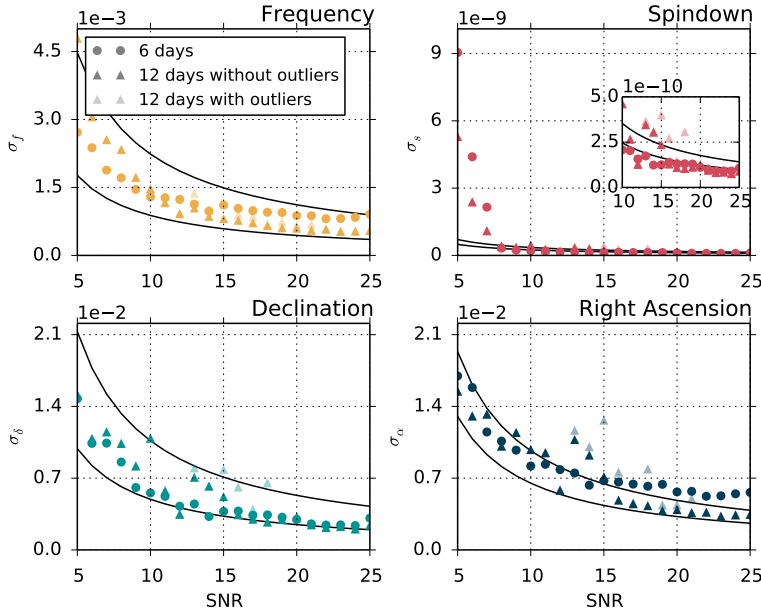 1e−3 Frequency
4.5
3.0
1.5
0.0
σf
6 days
12 days without outliers
12 days with outliers
5 10 15 20 25
1e−9 Spindown
9
6
3
0
σs
1e−10
5.0
2.5
0.0
10 15 20 25
5 10 15 20 25
1e−2 Declination
2.1
1.4
0.7
0.0
σδ
5 10 15 20 25
SNR
1e−2 Right Ascension
2.1
1.4
0.7
0.0
σα
5 10 15 20 25
SNR